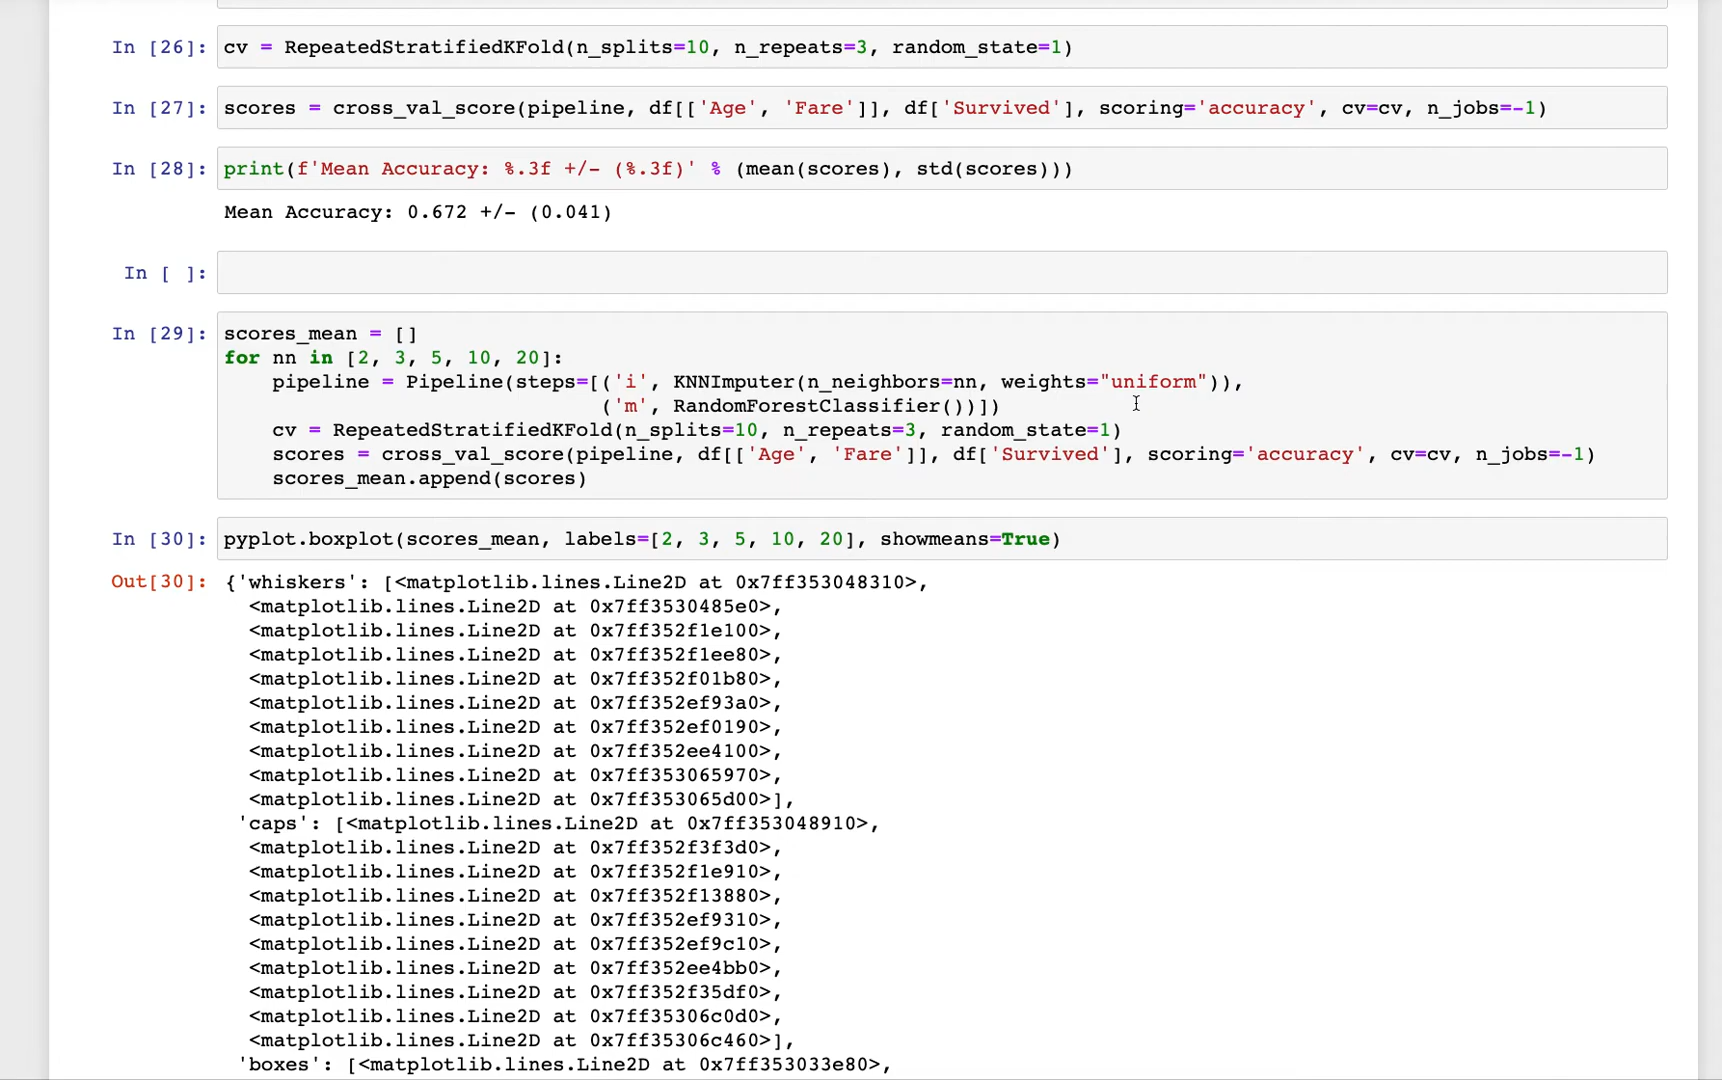 In [26]: cv = RepeatedStratifiedKFold(n_splits=10, n_repeats=3, random_state=1)
In [27]: scores = cross_val_score(pipeline, df[['Age', 'Fare']], df['Survived'], scoring='accuracy', cv=cv, n_jobs=-1)
In [28]: print(f'Mean Accuracy: %.3f +/- (%.3f)' % (mean(scores), std(scores)))
Mean Accuracy: 0.672 +/- (0.041)
In [ ]:
In [29]: scores_mean = []
for nn in [2, 3, 5, 10, 20]:
    pipeline = Pipeline(steps=[('i', KNNImputer(n_neighbors=nn, weights="uniform")),
                               ('m', RandomForestClassifier())])
    cv = RepeatedStratifiedKFold(n_splits=10, n_repeats=3, random_state=1)
    scores = cross_val_score(pipeline, df[['Age', 'Fare']], df['Survived'], scoring='accuracy', cv=cv, n_jobs=-1)
    scores_mean.append(scores)
In [30]: pyplot.boxplot(scores_mean, labels=[2, 3, 5, 10, 20], showmeans=True)
Out[30]: {'whiskers': [<matplotlib.lines.Line2D at 0x7ff353048310>,
<matplotlib.lines.Line2D at 0x7ff3530485e0>,
<matplotlib.lines.Line2D at 0x7ff352f1e100>,
<matplotlib.lines.Line2D at 0x7ff352f1ee80>,
<matplotlib.lines.Line2D at 0x7ff352f01b80>,
<matplotlib.lines.Line2D at 0x7ff352ef93a0>,
<matplotlib.lines.Line2D at 0x7ff352ef0190>,
<matplotlib.lines.Line2D at 0x7ff352ee4100>,
<matplotlib.lines.Line2D at 0x7ff353065970>,
<matplotlib.lines.Line2D at 0x7ff353065d00>],
'caps': [<matplotlib.lines.Line2D at 0x7ff353048910>,
<matplotlib.lines.Line2D at 0x7ff352f3f3d0>,
<matplotlib.lines.Line2D at 0x7ff352f1e910>,
<matplotlib.lines.Line2D at 0x7ff352f13880>,
<matplotlib.lines.Line2D at 0x7ff352ef9310>,
<matplotlib.lines.Line2D at 0x7ff352ef9c10>,
<matplotlib.lines.Line2D at 0x7ff352ee4bb0>,
<matplotlib.lines.Line2D at 0x7ff352f35df0>,
<matplotlib.lines.Line2D at 0x7ff35306c0d0>,
<matplotlib.lines.Line2D at 0x7ff35306c460>],
'boxes': [<matplotlib.lines.Line2D at 0x7ff353033e80>,